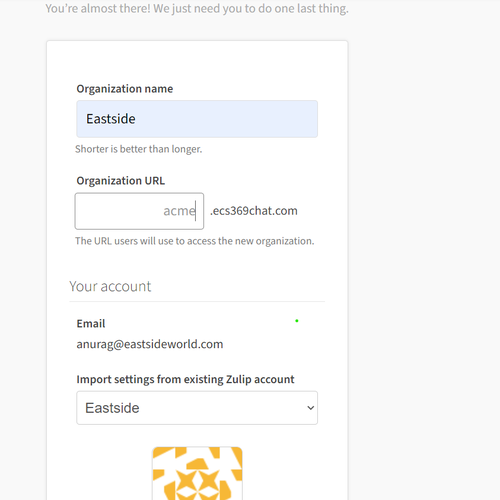 You're almost there! We just need you to do one last thing.
Organization name
Eastside
Shorter is better than longer.
Organization URL
acme .ecs369chat.com
The URL users will use to access the new organization.
Your account
Email
anurag@eastsideworld.com
Import settings from existing Zulip account
Eastside